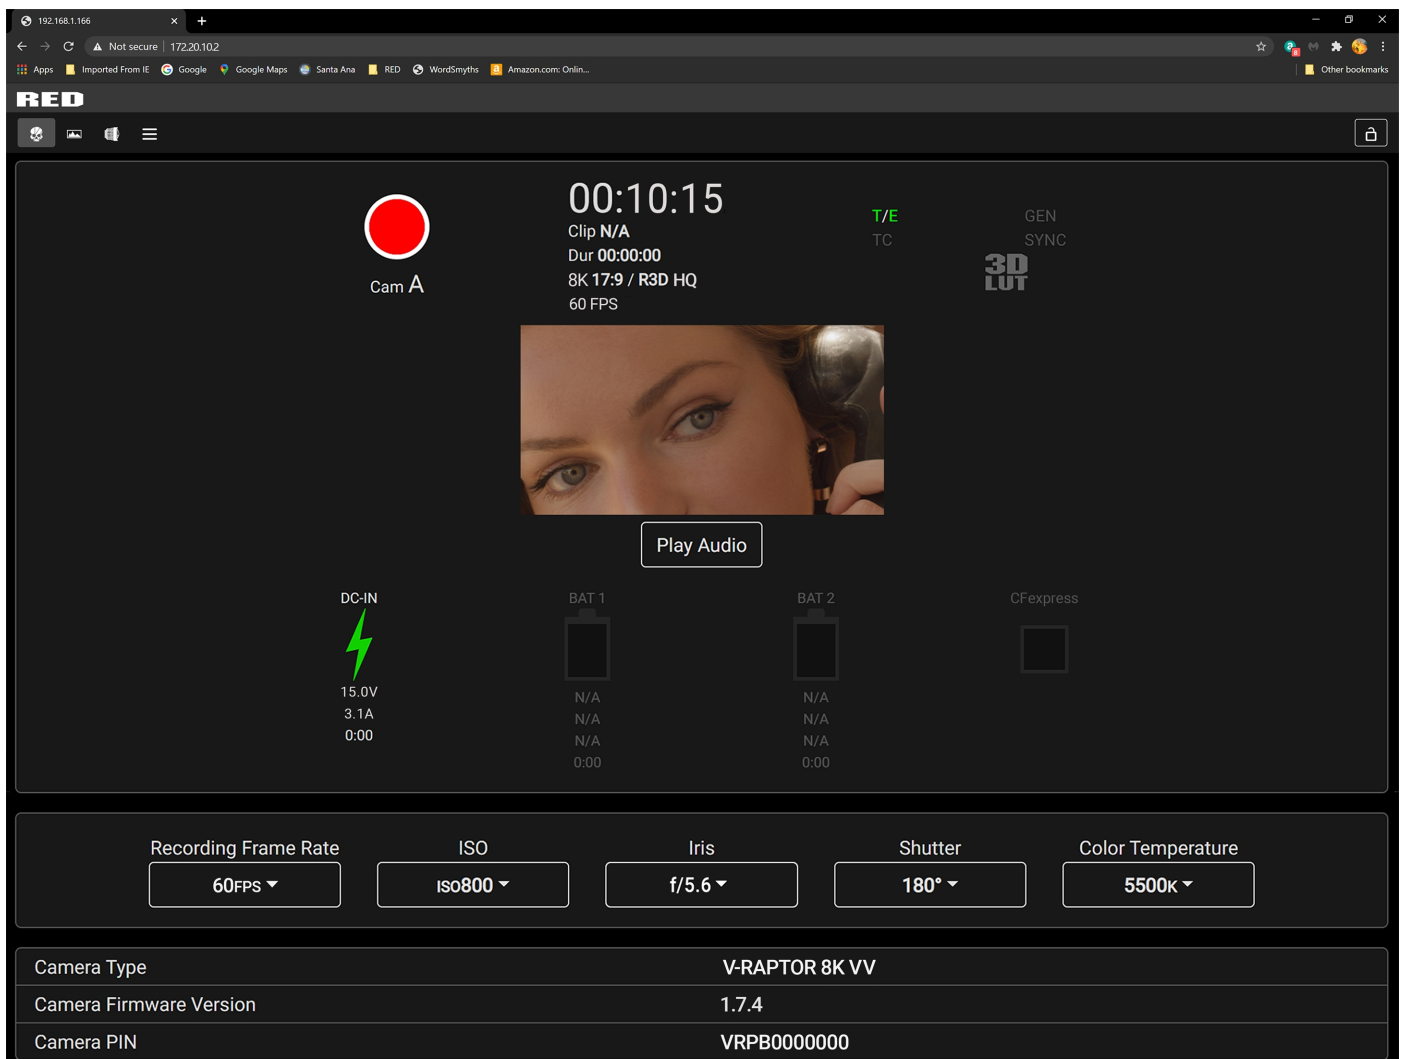 192.168.1.166
Not secure 172.20.10.2
Apps Imported From IE Google Google Maps Santa Ana RED WordSmyths Amazon.com: Onlin... Other bookmarks
RED
00:10:15
Clip N/A
Dur 00:00:00
8K 17:9 / R3D HQ
60 FPS
Cam A
T/E
TC
GEN
SYNC
3D
LUT
Play Audio
DC-IN
15.0V
3.1A
0:00
BAT 1
N/A
N/A
N/A
0:00
BAT 2
N/A
N/A
N/A
0:00
CFexpress
Recording Frame Rate ISO Iris Shutter Color Temperature
60FPS ISO800 f/5.6 180° 5500K
Camera Type V-RAPTOR 8K VV
Camera Firmware Version 1.7.4
Camera PIN VRPB0000000